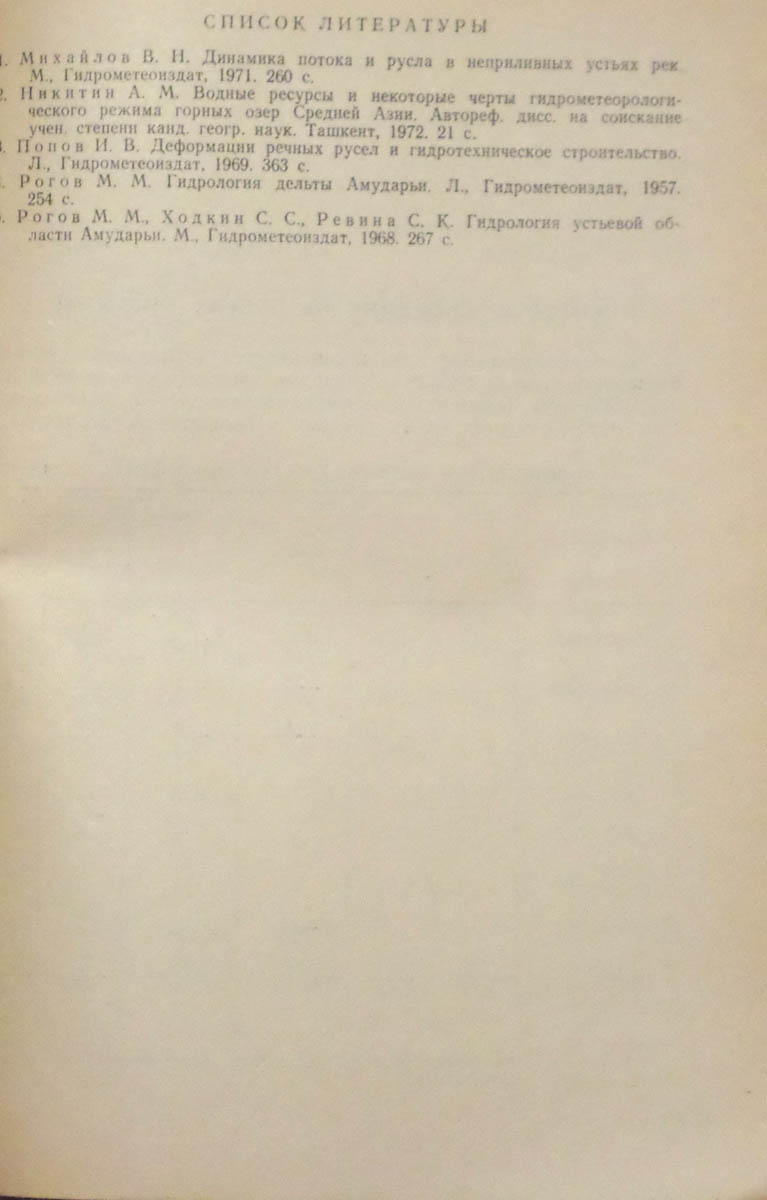 СПИСОК ЛИТЕРАТУРЫ
1. Михайлов В. Н. Динамика потока и русла в неприливных устьях рек
М., Гидрометеоиздат, 1971. 260 с.
2. Никитин А. М. Водные ресурсы и некоторые черты гидрометеорологи-
ческого режима горных озер Средней Азии. Автореф. дисс. на соискание
учен. степени канд. геогр. наук. Ташкент, 1972. 21 с.
3. Попов И. В. Деформации речных русел и гидротехническое строительство.
Л., Гидрометеоиздат, 1969. 363 с.
Рогов М. М. Гидрология дельты Амударьи. Л., Гидрометеоиздат, 1957.
254 с.
Рогов М. М., Ходкин С. С., Ревина С. К. Гидрология устьевой об-
ласти Амударьи. М., Гидрометеоиздат, 1968. 267 с.